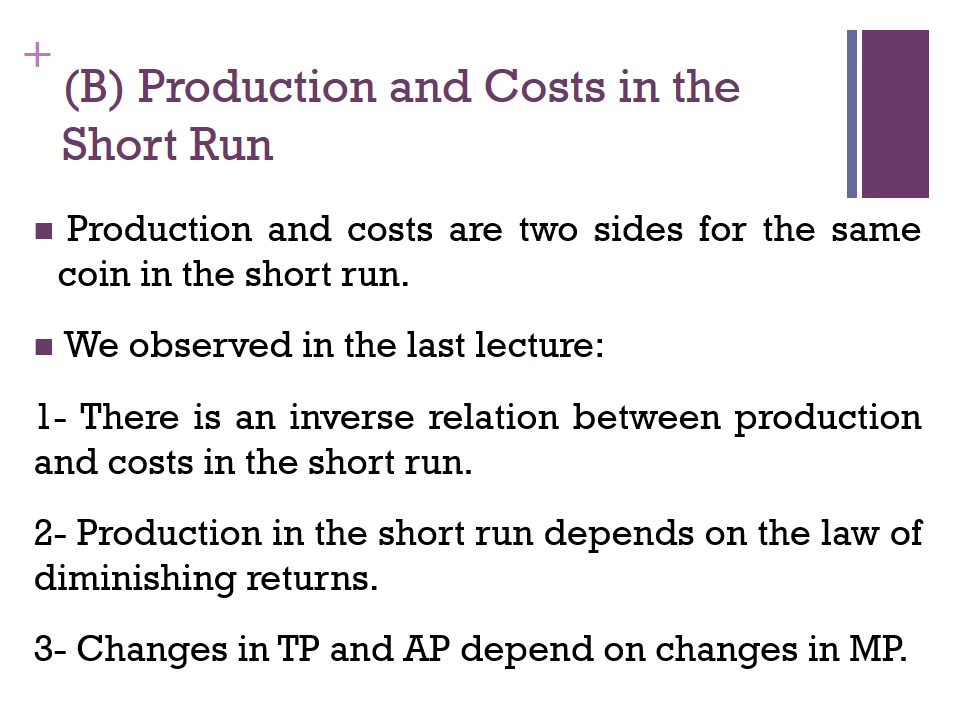 +
(B) Production and Costs in the
Short Run
■ Production and costs are two sides for the same
coin in the short run.
■ We observed in the last lecture:
1- There is an inverse relation between production
and costs in the short run.
2- Production in the short run depends on the law of
diminishing returns.
3- Changes in TP and AP depend on changes in MP.